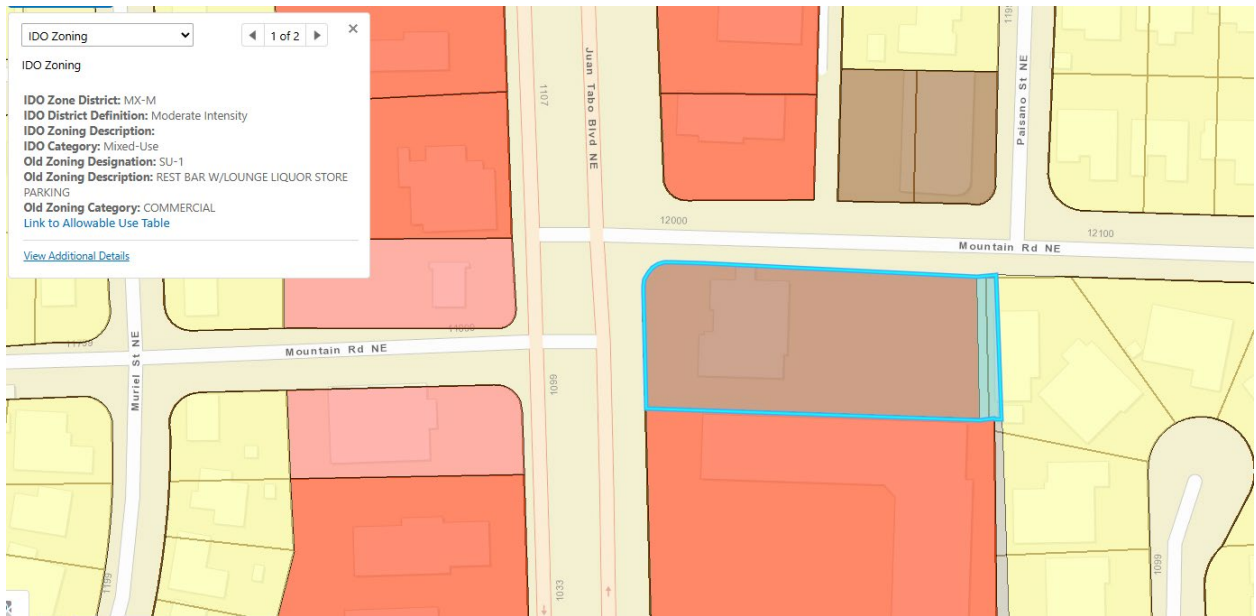 IDO Zoning
1 of 2
IDO Zoning
IDO Zone District: MX-M
IDO District Definition: Moderate Intensity
IDO Zoning Description:
IDO Category: Mixed-Use
Old Zoning Designation: SU-1
Old Zoning Description: REST BAR W/LOUNGE LIQUOR STORE
PARKING
Old Zoning Category: COMMERCIAL
Link to Allowable Use Table
View Additional Details
1107
Juan Tabo Blvd NE
Paisano St NE
12000
12100
Mountain Rd NE
Mountain Rd NE
Muriel St NE
1099
1199
1033
1099